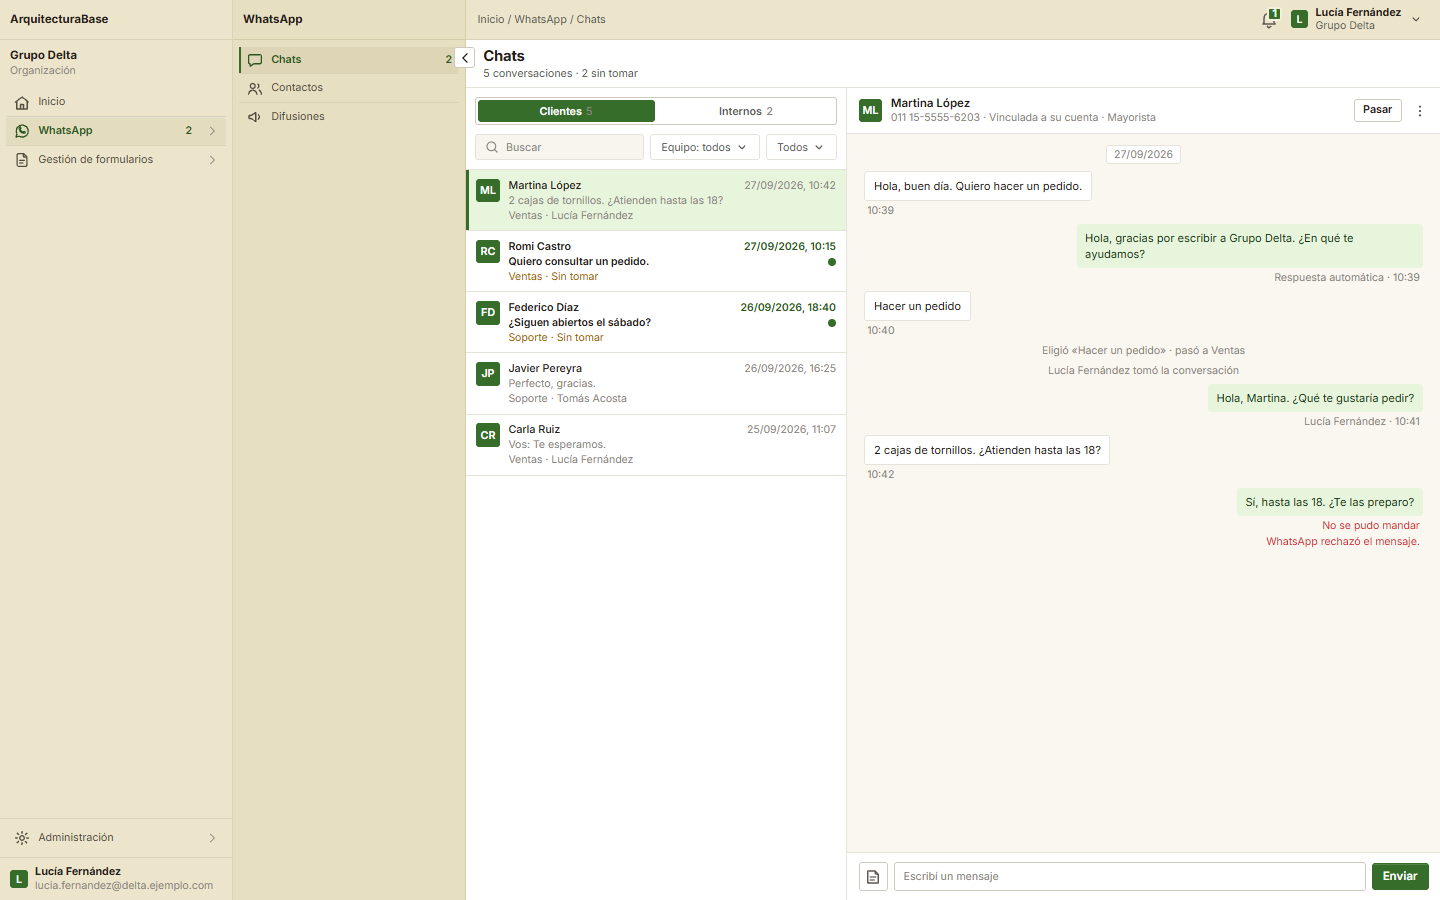 ArquitecturaBase
Grupo Delta
Organización
Inicio
WhatsApp 2
Gestión de formularios
Administración
L
Lucía Fernández
lucia.fernandez@delta.ejemplo.com
WhatsApp
Chats 2
Contactos
Difusiones
Inicio / WhatsApp / Chats
1
L
Lucía Fernández
Grupo Delta
Chats
5 conversaciones · 2 sin tomar
Clientes 5
Internos 2
Buscar
Equipo: todos
Todos
ML
Martina López 27/09/2026, 10:42
2 cajas de tornillos. ¿Atienden hasta las 18?
Ventas · Lucía Fernández
RC
Romi Castro 27/09/2026, 10:15
Quiero consultar un pedido.
Ventas · Sin tomar
FD
Federico Díaz 26/09/2026, 18:40
¿Siguen abiertos el sábado?
Soporte · Sin tomar
JP
Javier Pereyra 26/09/2026, 16:25
Perfecto, gracias.
Soporte · Tomás Acosta
CR
Carla Ruiz 25/09/2026, 11:07
Vos: Te esperamos.
Ventas · Lucía Fernández
ML
Martina López
011 15-5555-6203 · Vinculada a su cuenta · Mayorista
Pasar
27/09/2026
Hola, buen día. Quiero hacer un pedido.
10:39
Hola, gracias por escribir a Grupo Delta. ¿En qué te
ayudamos?
Respuesta automática · 10:39
Hacer un pedido
10:40
Eligió «Hacer un pedido» · pasó a Ventas
Lucía Fernández tomó la conversación
Hola, Martina. ¿Qué te gustaría pedir?
Lucía Fernández · 10:41
2 cajas de tornillos. ¿Atienden hasta las 18?
10:42
Sí, hasta las 18. ¿Te las preparo?
No se pudo mandar
WhatsApp rechazó el mensaje.
Escribí un mensaje
Enviar